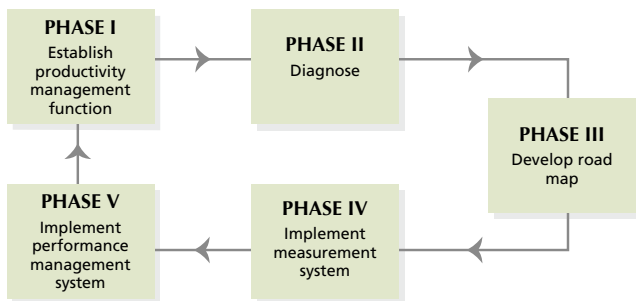 PHASE I
Establish
productivity
management
function
PHASE II
Diagnose
PHASE III
Develop road
map
PHASE IV
Implement
measurement
system
PHASE V
Implement
performance
management
system